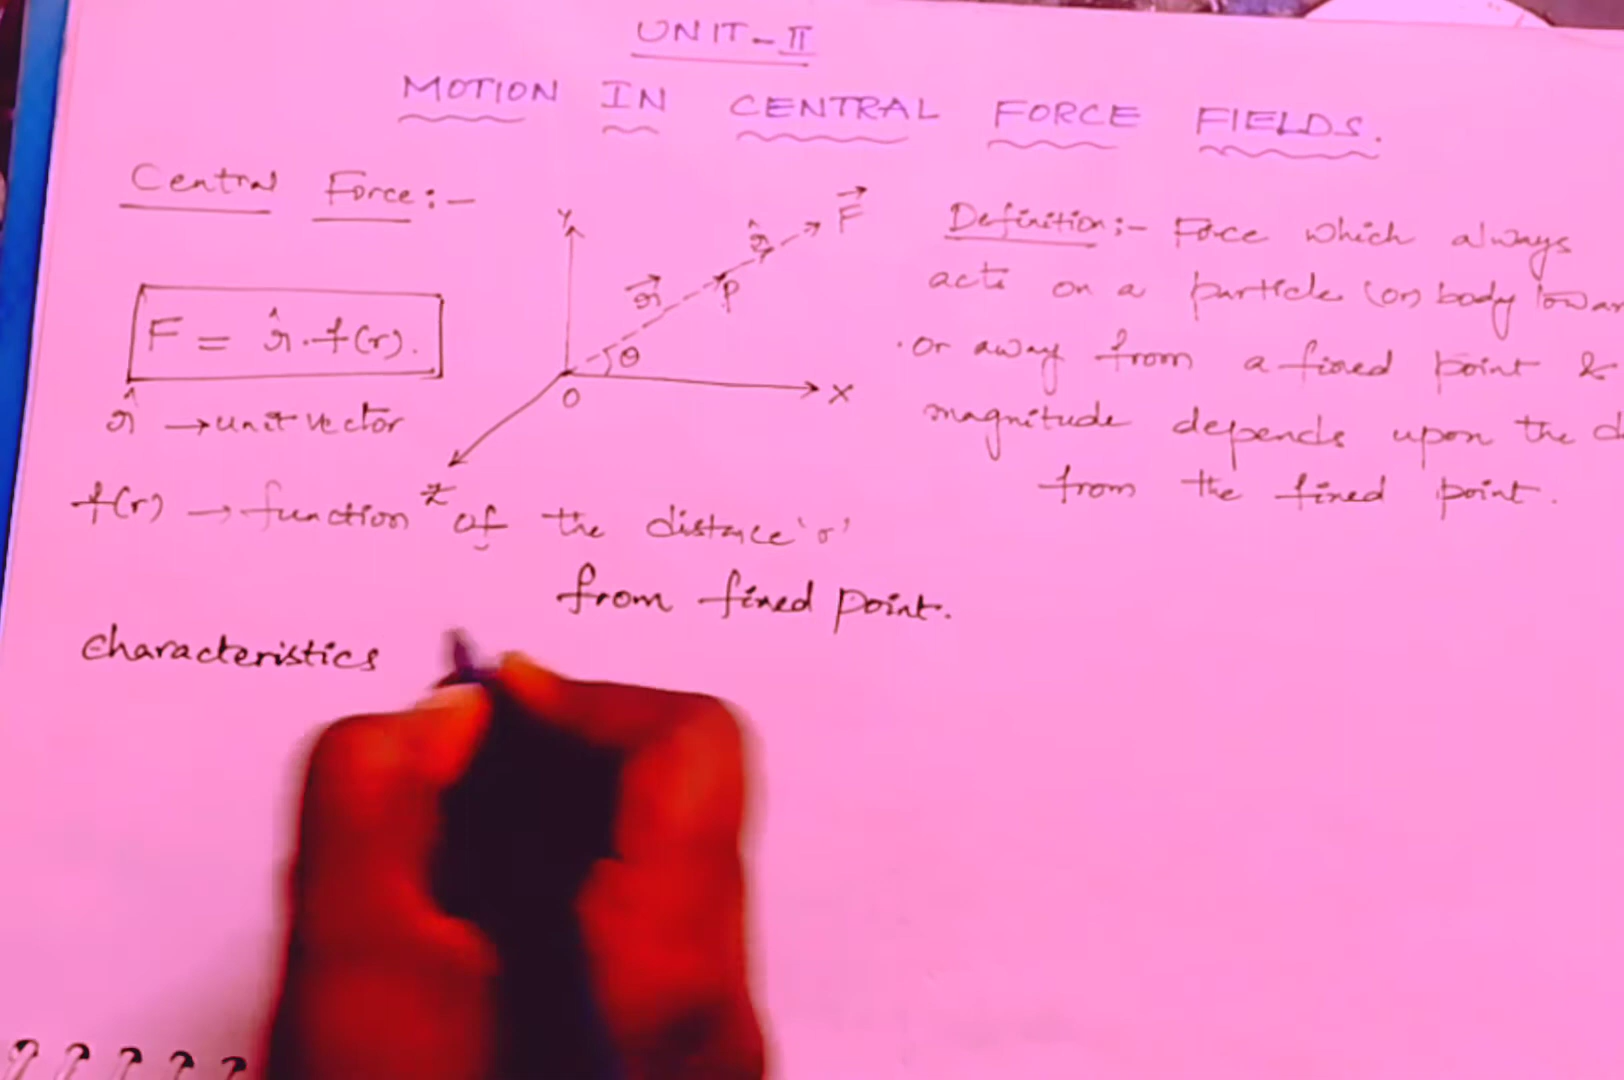 UNIT-II
MOTION IN CENTRAL FORCE FIELDS.
Central Force:-
F = r̂.f(r).
r̂ → unit vector
Y
r⃗
P
r̂
F⃗
θ
O
X
Z
f(r) → function of the distance 'r'
from fixed point.
Definition:- Force which always
acts on a particle (or) body
or away from a fixed point &
magnitude depends upon the
from the fixed point.
characteristics